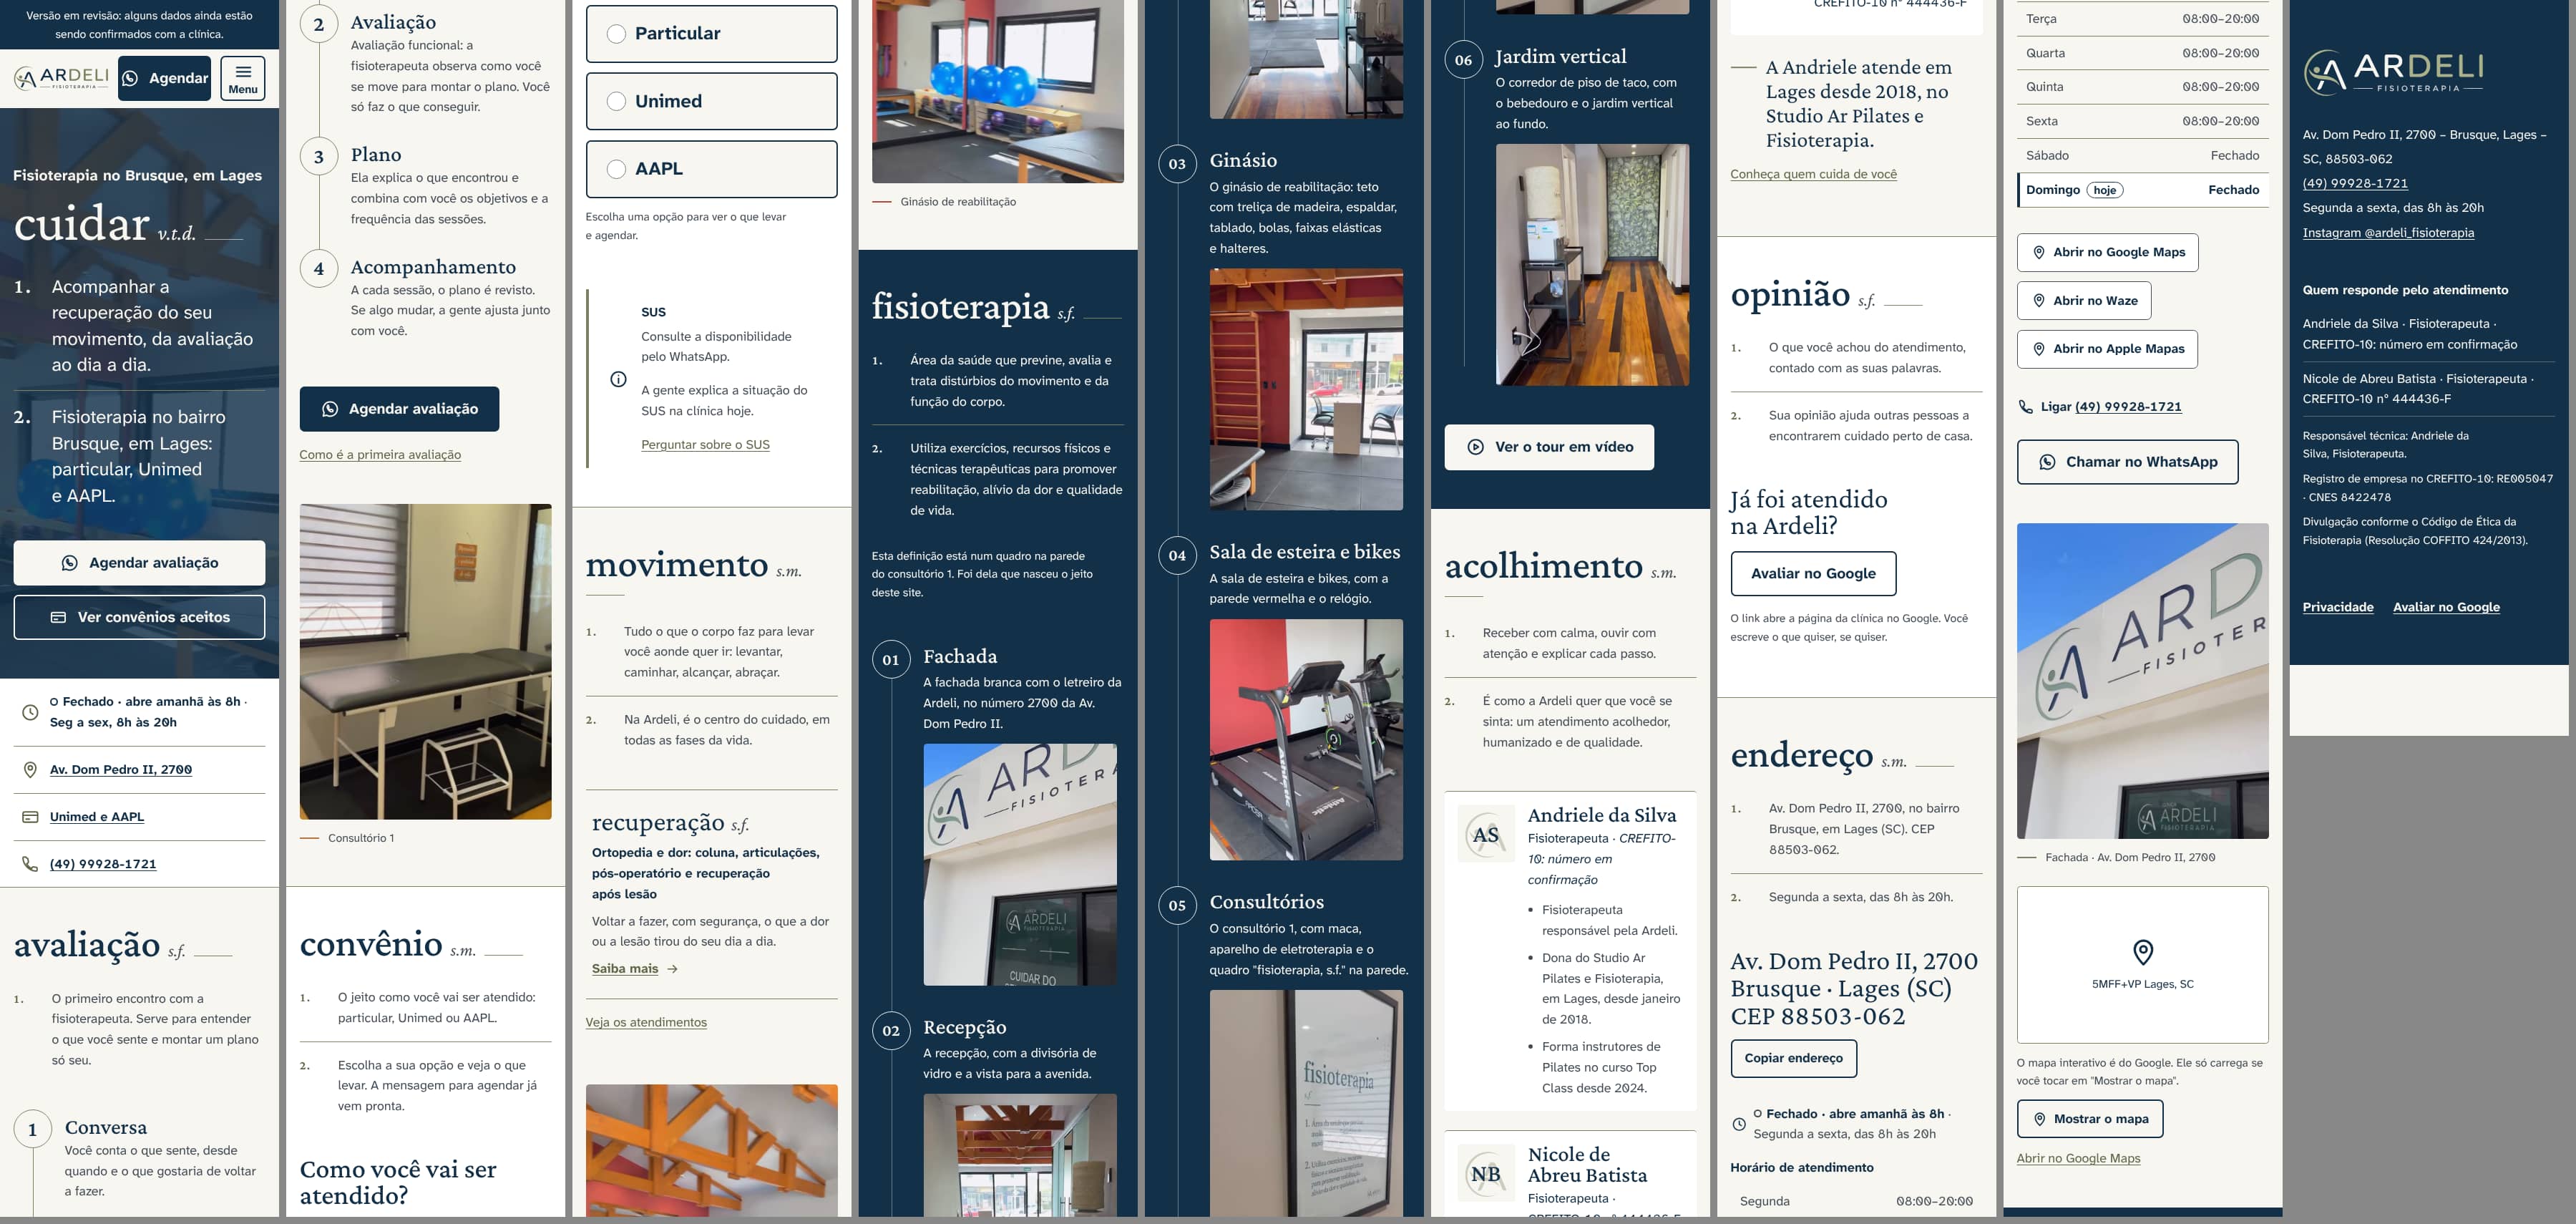 Versão em revisão: alguns dados ainda estão
sendo confirmados com a clínica.
ARDELI
FISIOTERAPIA
Agendar
Menu
Fisioterapia no Brusque, em Lages
cuidar v.t.d.
1. Acompanhar a
recuperação do seu
movimento, da avaliação
ao dia a dia.
2. Fisioterapia no bairro
Brusque, em Lages:
particular, Unimed
e AAPL.
Agendar avaliação
Ver convênios aceitos
Fechado · abre amanhã às 8h ·
Seg a sex, 8h às 20h
Av. Dom Pedro II, 2700
Unimed e AAPL
(49) 99928-1721
avaliação s.f.
1. O primeiro encontro com a
fisioterapeuta. Serve para entender
o que você sente e montar um plano
só seu.
1 Conversa
Você conta o que sente, desde
quando e o que gostaria de voltar
a fazer.
2 Avaliação
Avaliação funcional: a
fisioterapeuta observa como você
se move para montar o plano. Você
só faz o que conseguir.
3 Plano
Ela explica o que encontrou e
combina com você os objetivos e a
frequência das sessões.
4 Acompanhamento
A cada sessão, o plano é revisto.
Se algo mudar, a gente ajusta junto
com você.
Agendar avaliação
Como é a primeira avaliação
Consultório 1
convênio s.m.
1. O jeito como você vai ser atendido:
particular, Unimed ou AAPL.
2. Escolha a sua opção e veja o que
levar. A mensagem para agendar já
vem pronta.
Como você vai ser
atendido?
Particular
Unimed
AAPL
Escolha uma opção para ver o que levar
e agendar.
SUS
Consulte a disponibilidade
pelo WhatsApp.
A gente explica a situação do
SUS na clínica hoje.
Perguntar sobre o SUS
movimento s.m.
1. Tudo o que o corpo faz para levar
você aonde quer ir: levantar,
caminhar, alcançar, abraçar.
2. Na Ardeli, é o centro do cuidado, em
todas as fases da vida.
recuperação s.f.
Ortopedia e dor: coluna, articulações,
pós-operatório e recuperação
após lesão
Voltar a fazer, com segurança, o que a dor
ou a lesão tirou do seu dia a dia.
Saiba mais →
Veja os atendimentos
Ginásio de reabilitação
fisioterapia s.f.
1. Área da saúde que previne, avalia e
trata distúrbios do movimento e da
função do corpo.
2. Utiliza exercícios, recursos físicos e
técnicas terapêuticas para promover
reabilitação, alívio da dor e qualidade
de vida.
Esta definição está num quadro na parede
do consultório 1. Foi dela que nasceu o jeito
deste site.
01 Fachada
A fachada branca com o letreiro da
Ardeli, no número 2700 da Av.
Dom Pedro II.
ARD
FISIOTERA
ARDELI
FISIOTERAPIA
CUIDAR DO
02 Recepção
A recepção, com a divisória de
vidro e a vista para a avenida.
03 Ginásio
O ginásio de reabilitação: teto
com treliça de madeira, espaldar,
tablado, bolas, faixas elásticas
e halteres.
04 Sala de esteira e bikes
A sala de esteira e bikes, com a
parede vermelha e o relógio.
Athletic
05 Consultórios
O consultório 1, com maca,
aparelho de eletroterapia e o
quadro "fisioterapia, s.f." na parede.
fisioterapia
06 Jardim vertical
O corredor de piso de taco, com
o bebedouro e o jardim vertical
ao fundo.
Ver o tour em vídeo
acolhimento s.m.
1. Receber com calma, ouvir com
atenção e explicar cada passo.
2. É como a Ardeli quer que você se
sinta: um atendimento acolhedor,
humanizado e de qualidade.
AS
Andriele da Silva
Fisioterapeuta · CREFITO-
10: número em
confirmação
• Fisioterapeuta
responsável pela Ardeli.
• Dona do Studio Ar
Pilates e Fisioterapia,
em Lages, desde janeiro
de 2018.
• Forma instrutores de
Pilates no curso Top
Class desde 2024.
NB
Nicole de
Abreu Batista
Fisioterapeuta ·
CREFITO-10 nº 444436-F
A Andriele atende em
Lages desde 2018, no
Studio Ar Pilates e
Fisioterapia.
Conheça quem cuida de você
opinião s.f.
1. O que você achou do atendimento,
contado com as suas palavras.
2. Sua opinião ajuda outras pessoas a
encontrarem cuidado perto de casa.
Já foi atendido
na Ardeli?
Avaliar no Google
O link abre a página da clínica no Google. Você
escreve o que quiser, se quiser.
endereço s.m.
1. Av. Dom Pedro II, 2700, no bairro
Brusque, em Lages (SC). CEP
88503-062.
2. Segunda a sexta, das 8h às 20h.
Av. Dom Pedro II, 2700
Brusque · Lages (SC)
CEP 88503-062
Copiar endereço
Fechado · abre amanhã às 8h ·
Segunda a sexta, das 8h às 20h
Horário de atendimento
Segunda 08:00–20:00
Terça 08:00–20:00
Quarta 08:00–20:00
Quinta 08:00–20:00
Sexta 08:00–20:00
Sábado Fechado
Domingo hoje Fechado
Abrir no Google Maps
Abrir no Waze
Abrir no Apple Mapas
Ligar (49) 99928-1721
Chamar no WhatsApp
ARD
FISIOTER
ARDELI
FISIOTERAPIA
Fachada · Av. Dom Pedro II, 2700
5MFF+VP Lages, SC
O mapa interativo é do Google. Ele só carrega se
você tocar em "Mostrar o mapa".
Mostrar o mapa
Abrir no Google Maps
ARDELI
FISIOTERAPIA
Av. Dom Pedro II, 2700 – Brusque, Lages –
SC, 88503-062
(49) 99928-1721
Segunda a sexta, das 8h às 20h
Instagram @ardeli_fisioterapia
Quem responde pelo atendimento
Andriele da Silva · Fisioterapeuta ·
CREFITO-10: número em confirmação
Nicole de Abreu Batista · Fisioterapeuta ·
CREFITO-10 nº 444436-F
Responsável técnica: Andriele da
Silva, Fisioterapeuta.
Registro de empresa no CREFITO-10: RE005047
· CNES 8422478
Divulgação conforme o Código de Ética da
Fisioterapia (Resolução COFFITO 424/2013).
Privacidade Avaliar no Google